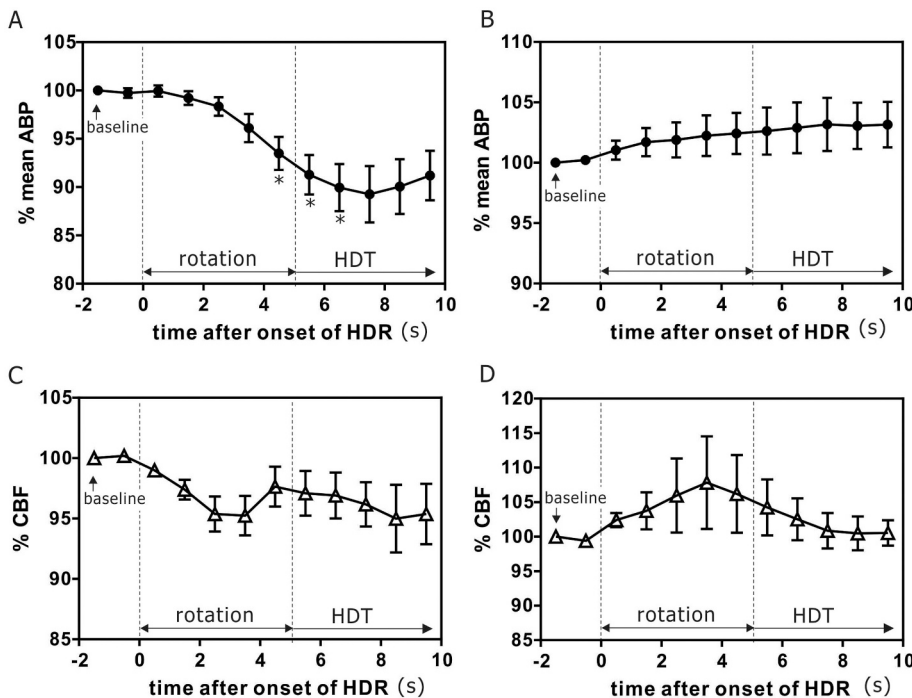 A
105
100
95
90
85
80
% mean ABP
baseline
*
*
*
rotation
HDT
-2
0
2
4
6
8
10
time after onset of HDR (s)
B
110
105
100
95
90
% mean ABP
baseline
rotation
HDT
-2
0
2
4
6
8
10
time after onset of HDR (s)
C
105
100
95
90
85
% CBF
baseline
rotation
HDT
-2
0
2
4
6
8
10
time after onset of HDR (s)
D
120
115
110
105
100
95
90
85
% CBF
baseline
rotation
HDT
-2
0
2
4
6
8
10
time after onset of HDR (s)